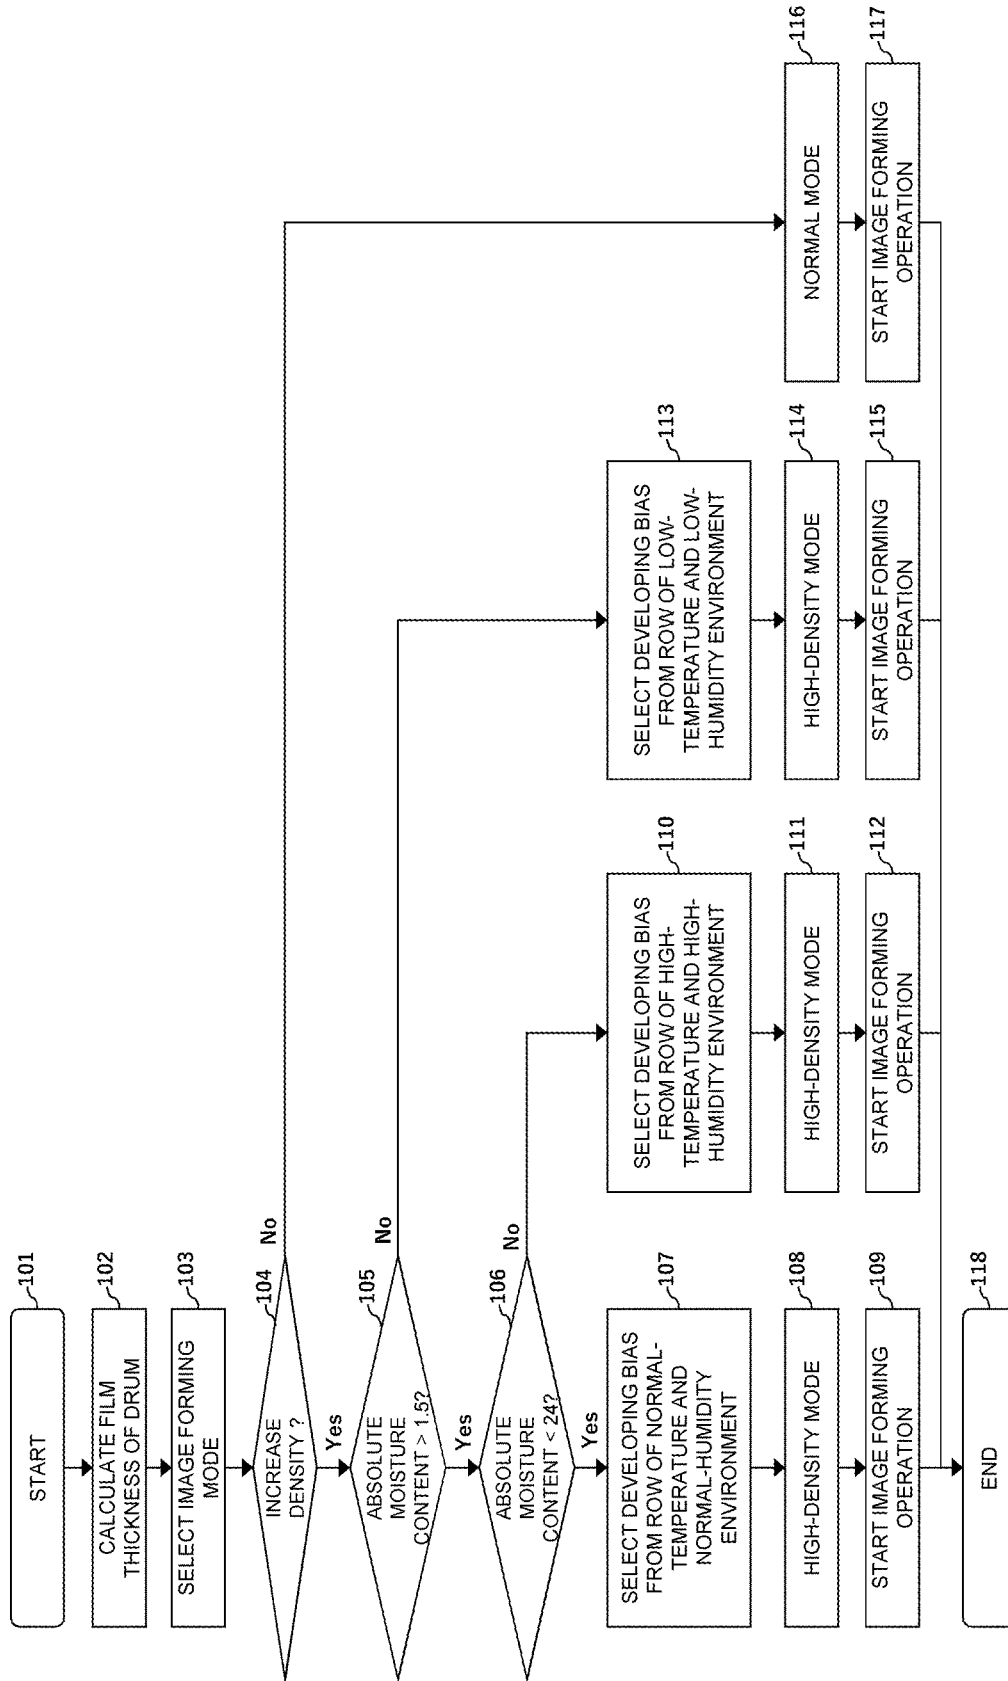 START
101
CALCULATE FILM
THICKNESS OF DRUM
102
SELECT IMAGE FORMING
MODE
103
INCREASE
DENSITY ?
104
No
Yes
ABSOLUTE
MOISTURE
CONTENT > 1.5?
105
No
Yes
ABSOLUTE
MOISTURE
CONTENT < 24?
106
No
Yes
SELECT DEVELOPING BIAS
FROM ROW OF NORMAL-
TEMPERATURE AND
NORMAL-HUMIDITY
ENVIRONMENT
107
SELECT DEVELOPING BIAS
FROM ROW OF HIGH-
TEMPERATURE AND HIGH-
HUMIDITY ENVIRONMENT
110
SELECT DEVELOPING BIAS
FROM ROW OF LOW-
TEMPERATURE AND LOW-
HUMIDITY ENVIRONMENT
113
HIGH-DENSITY MODE
108
HIGH-DENSITY MODE
111
HIGH-DENSITY MODE
114
NORMAL MODE
116
START IMAGE FORMING
OPERATION
109
START IMAGE FORMING
OPERATION
112
START IMAGE FORMING
OPERATION
115
START IMAGE FORMING
OPERATION
117
END
118